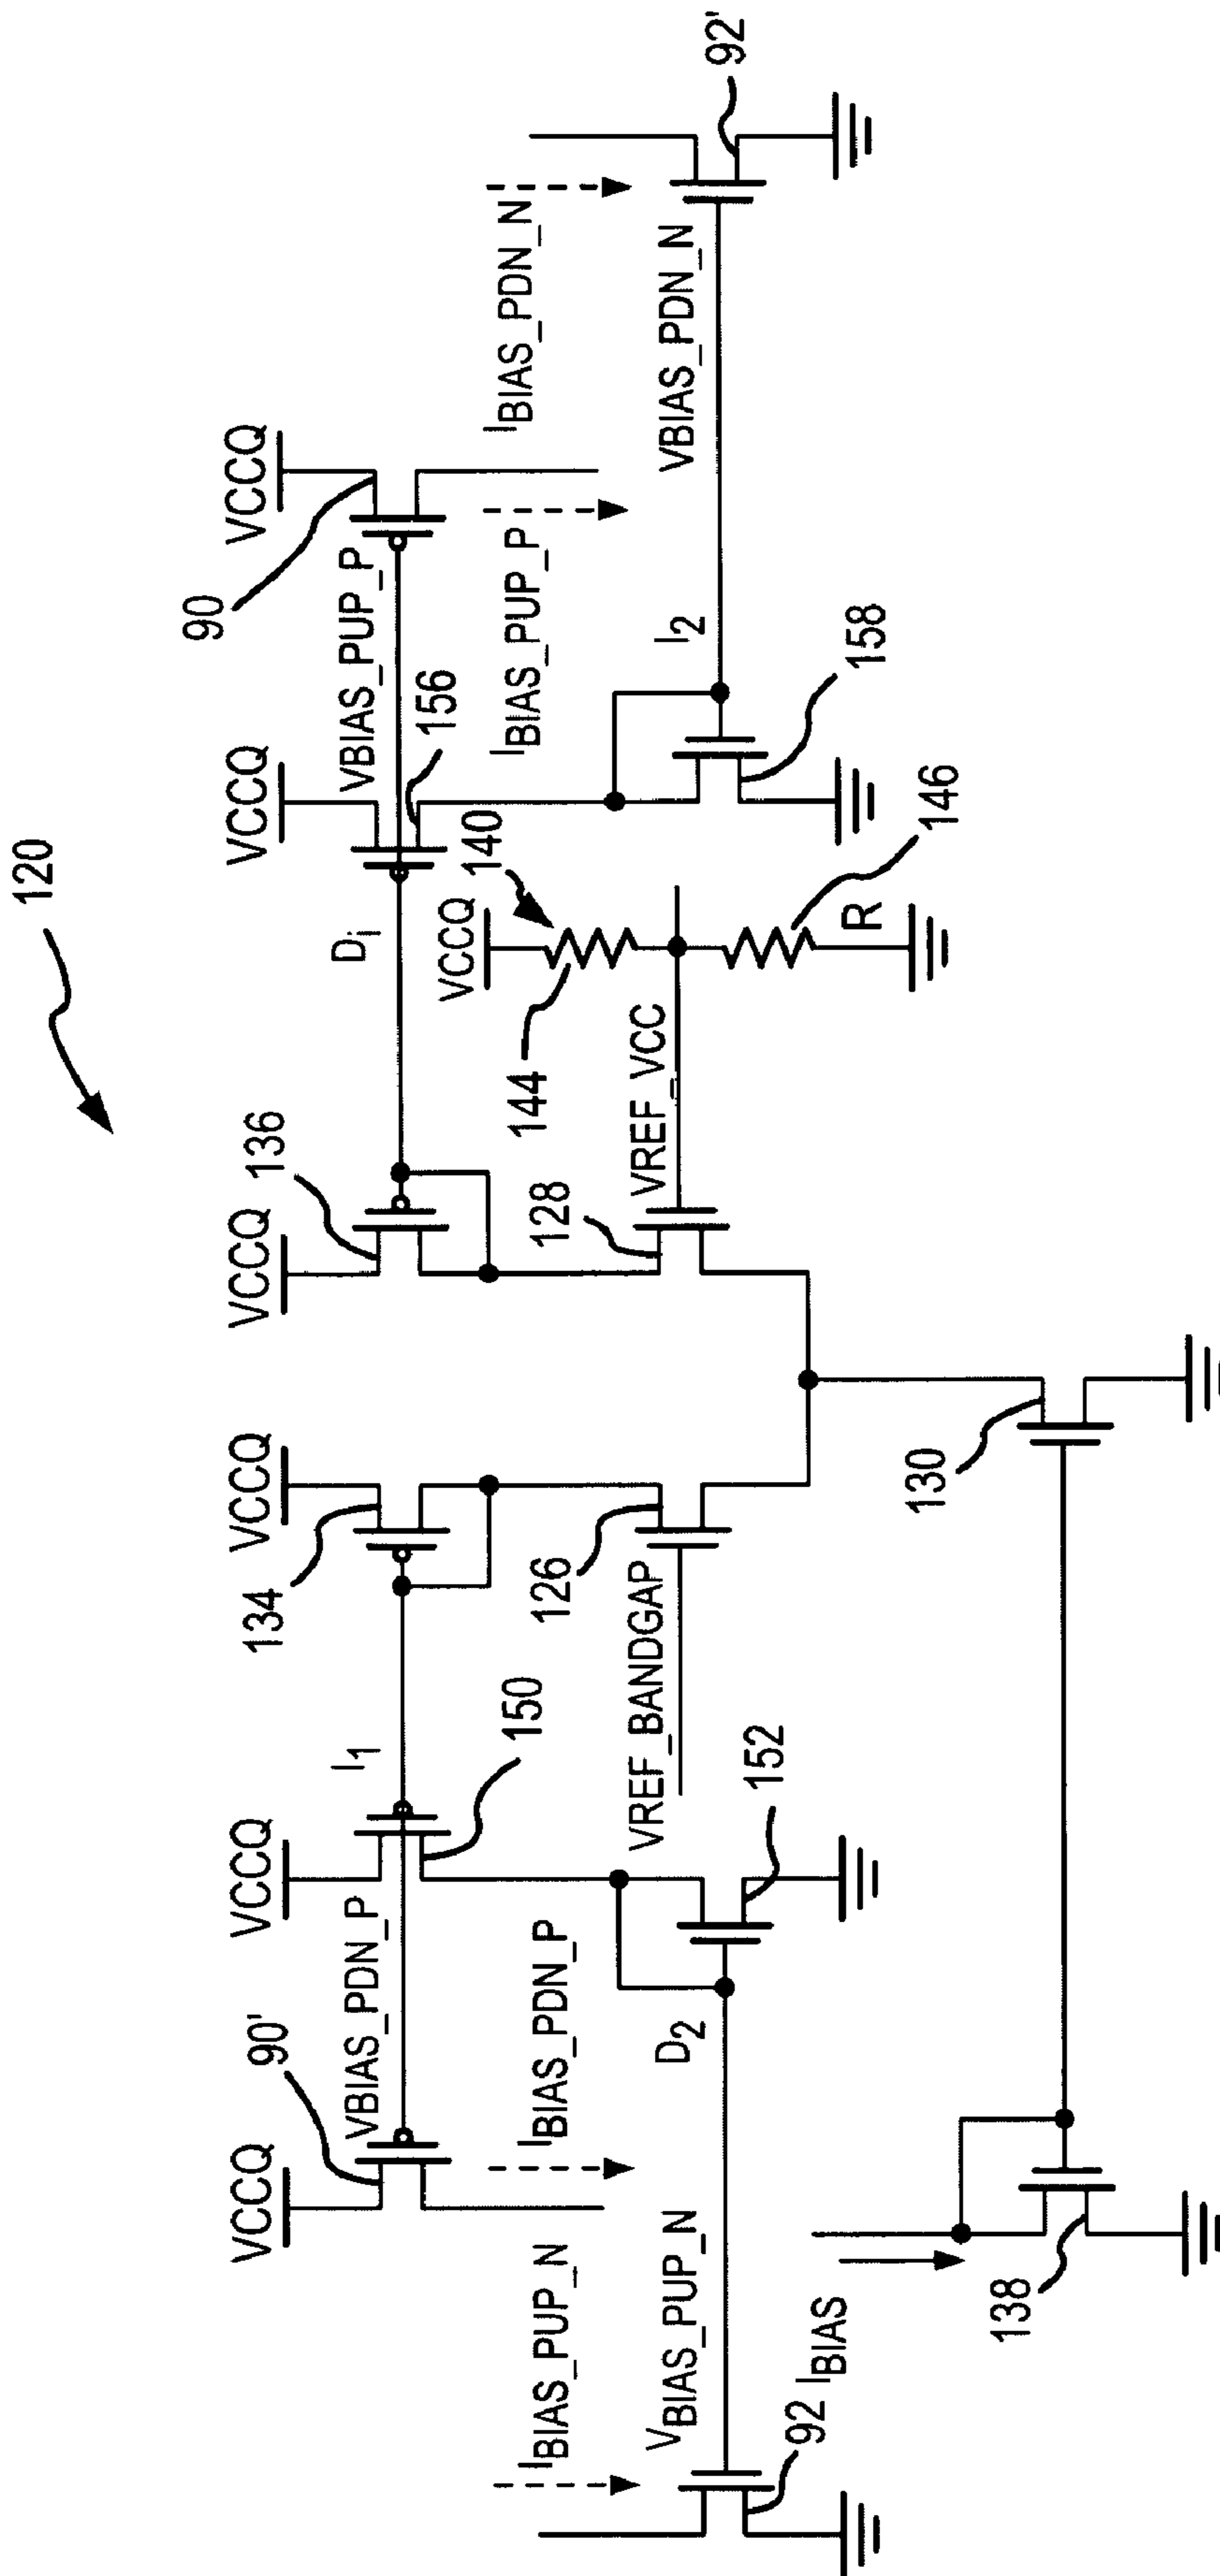 120
VCCQ
VCCQ
VCCQ
VCCQ
VCCQ
VCCQ
90'
134
136
90
I1
Di
VBIAS_PDN_P
VBIAS_PUP_P
156
150
VCCQ
140
IBIAS_PUP_N
IBIAS_PDN_P
IBIAS_PUP_P
IBIAS_PDN_N
126
128
144
VREF_BANDGAP
VREF_VCC
VBIAS_PUP_N
D2
I2
VBIAS_PDN_N
92'
152
146
158
R
92
IBIAS
130
138